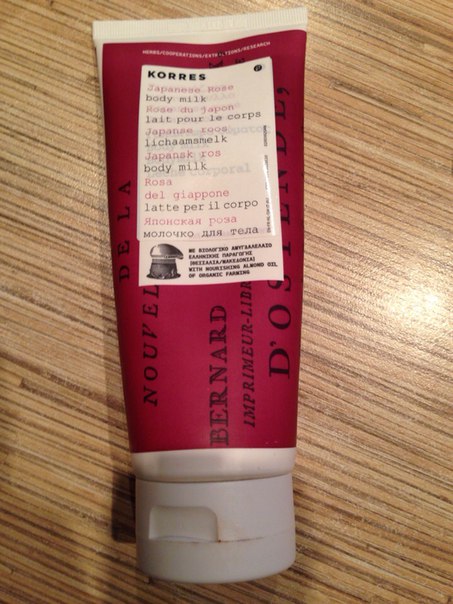 HERBS/COOPERATIONS/EXTRACTIONS/RESEARCH
KORRES
Japanese Rose
body milk
Rose du japon
lait pour le corps
Japanse roos
lichaamsmelk
Japansk ros
body milk
Rosa
del giappone
latte per il corpo
Японская роза
молочко для тела
ΜΕ ΒΙΟΛΟΓΙΚΟ ΑΜΥΓΔΑΛΕΛΑΙΟ
ΕΛΛΗΝΙΚΗΣ ΠΑΡΑΓΩΓΗΣ
(ΘΕΣΣΑΛΙΑ/ΜΑΚΕΔΟΝΙΑ)
WITH NOURISHING ALMOND OIL
OF ORGANIC FARMING
DE LA
NOUVEL
BERNARD
IMPRIMEUR-LIBR
D'OSTENDE,